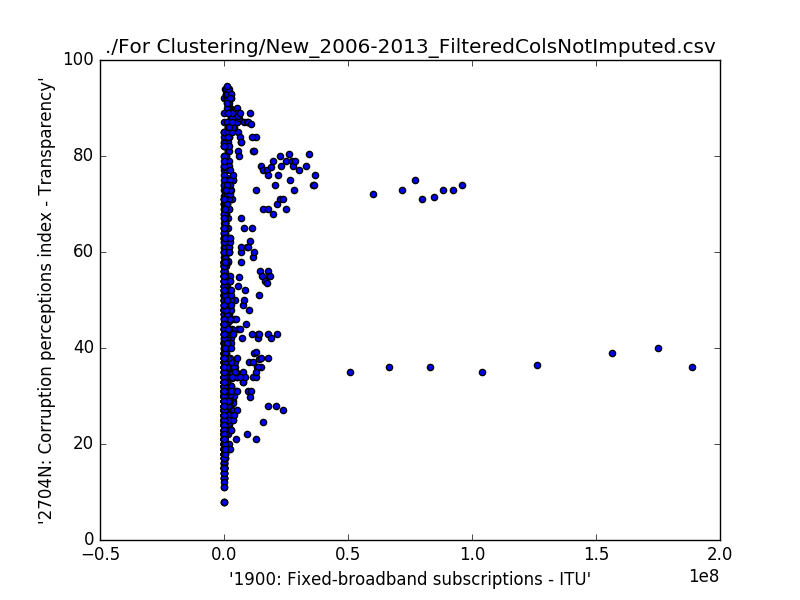 ./For Clustering/New_2006-2013_FilteredColsNotImputed.csv
100
80
60
40
20
0
'2704N: Corruption perceptions index - Transparency'
−0.5 0.0 0.5 1.0 1.5 2.0
1e8
'1900: Fixed-broadband subscriptions - ITU'